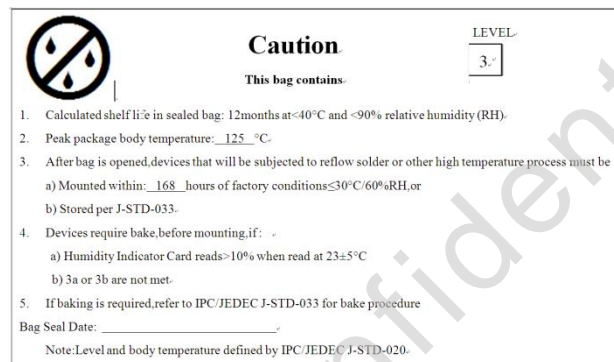 LEVEL
Caution
3
This bag contains
1. Calculated shelf life in sealed bag: 12months at<40°C and <90% relative humidity (RH)
2. Peak package body temperature: 125 °C
3. After bag is opened,devices that will be subjected to reflow solder or other high temperature process must be
a) Mounted within: 168 hours of factory conditions≤30°C/60%RH,or
b) Stored per J-STD-033
4. Devices require bake,before mounting,if:
a) Humidity Indicator Card reads>10% when read at 23±5°C
b) 3a or 3b are not met
5. If baking is required,refer to IPC/JEDEC J-STD-033 for bake procedure
Bag Seal Date: ____________________
Note:Level and body temperature defined by IPC/JEDEC J-STD-020